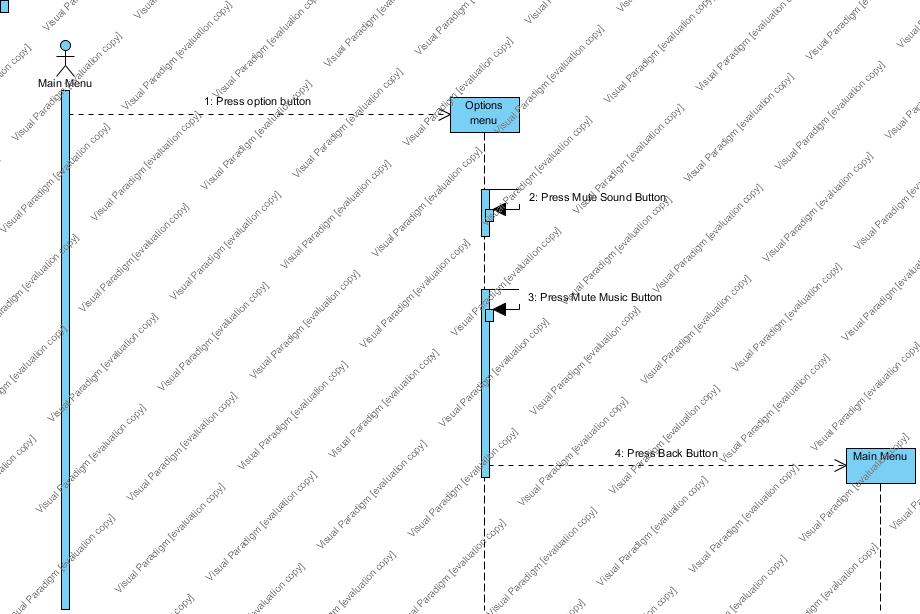 Main Menu
1: Press option button
Options
menu
2: Press Mute Sound Button
3: Press Mute Music Button
4: Press Back Button
Main Menu
Visual Paradigm [evaluation copy]